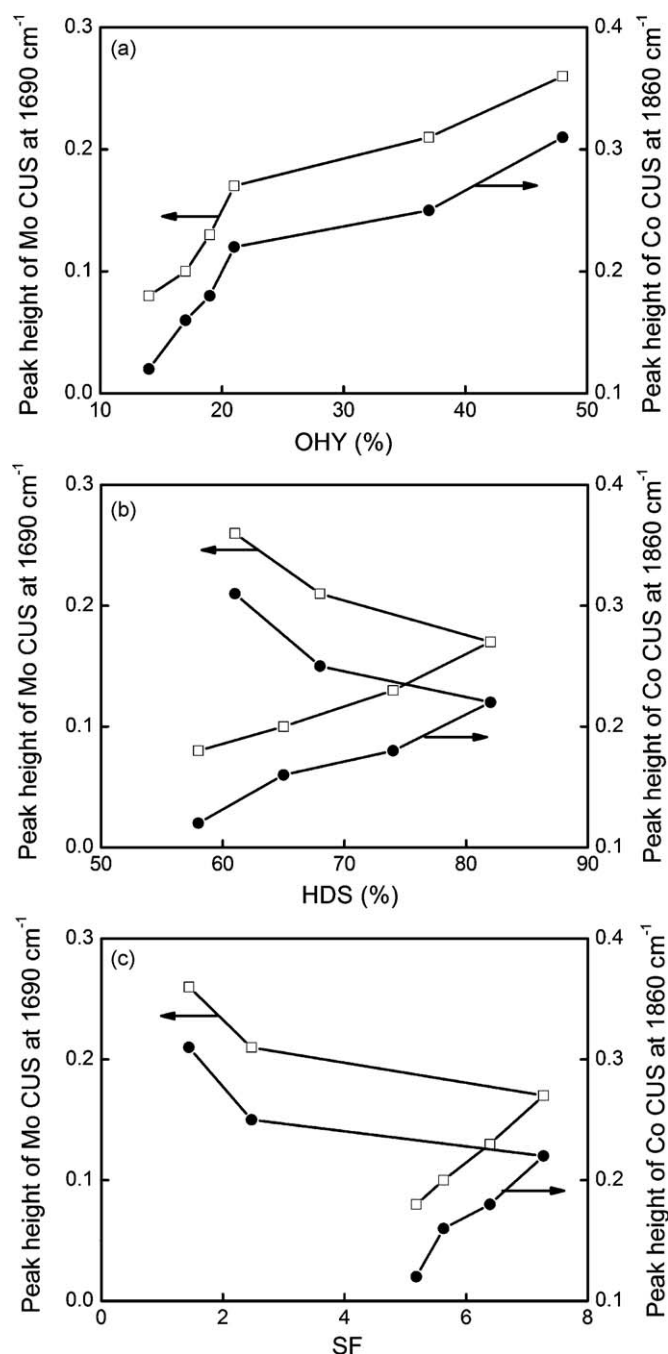 (a)
Peak height of Mo CUS at 1690 cm⁻¹
0.3
0.2
0.1
0.0
Peak height of Co CUS at 1860 cm⁻¹
0.4
0.3
0.2
0.1
10 20 30 40 50
OHY (%)
(b)
Peak height of Mo CUS at 1690 cm⁻¹
0.3
0.2
0.1
0.0
Peak height of Co CUS at 1860 cm⁻¹
0.4
0.3
0.2
0.1
50 60 70 80 90
HDS (%)
(c)
Peak height of Mo CUS at 1690 cm⁻¹
0.3
0.2
0.1
0.0
Peak height of Co CUS at 1860 cm⁻¹
0.4
0.3
0.2
0.1
0 2 4 6 8
SF